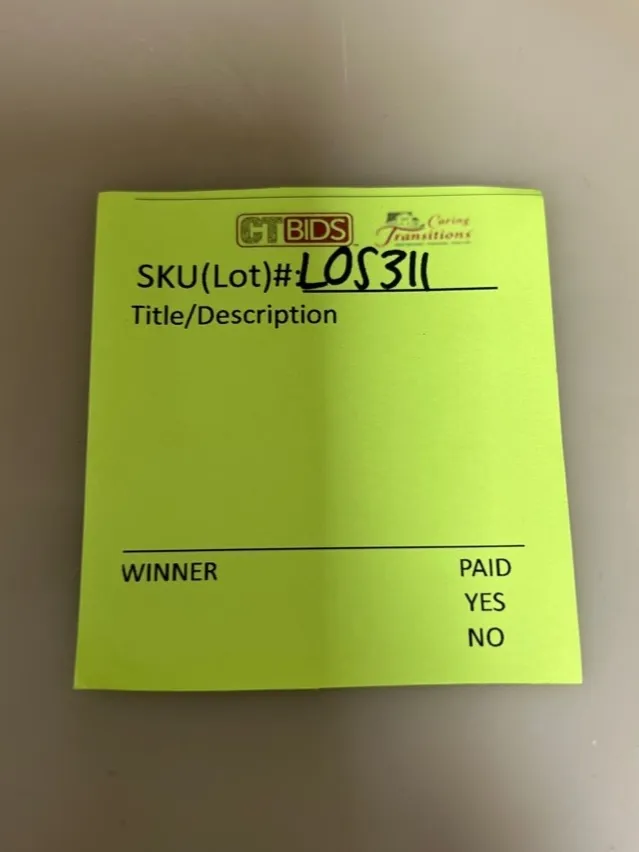 CTBIDS
Caring
Transitions
SKU(Lot)#:LOS311
Title/Description
WINNER
PAID
YES
NO